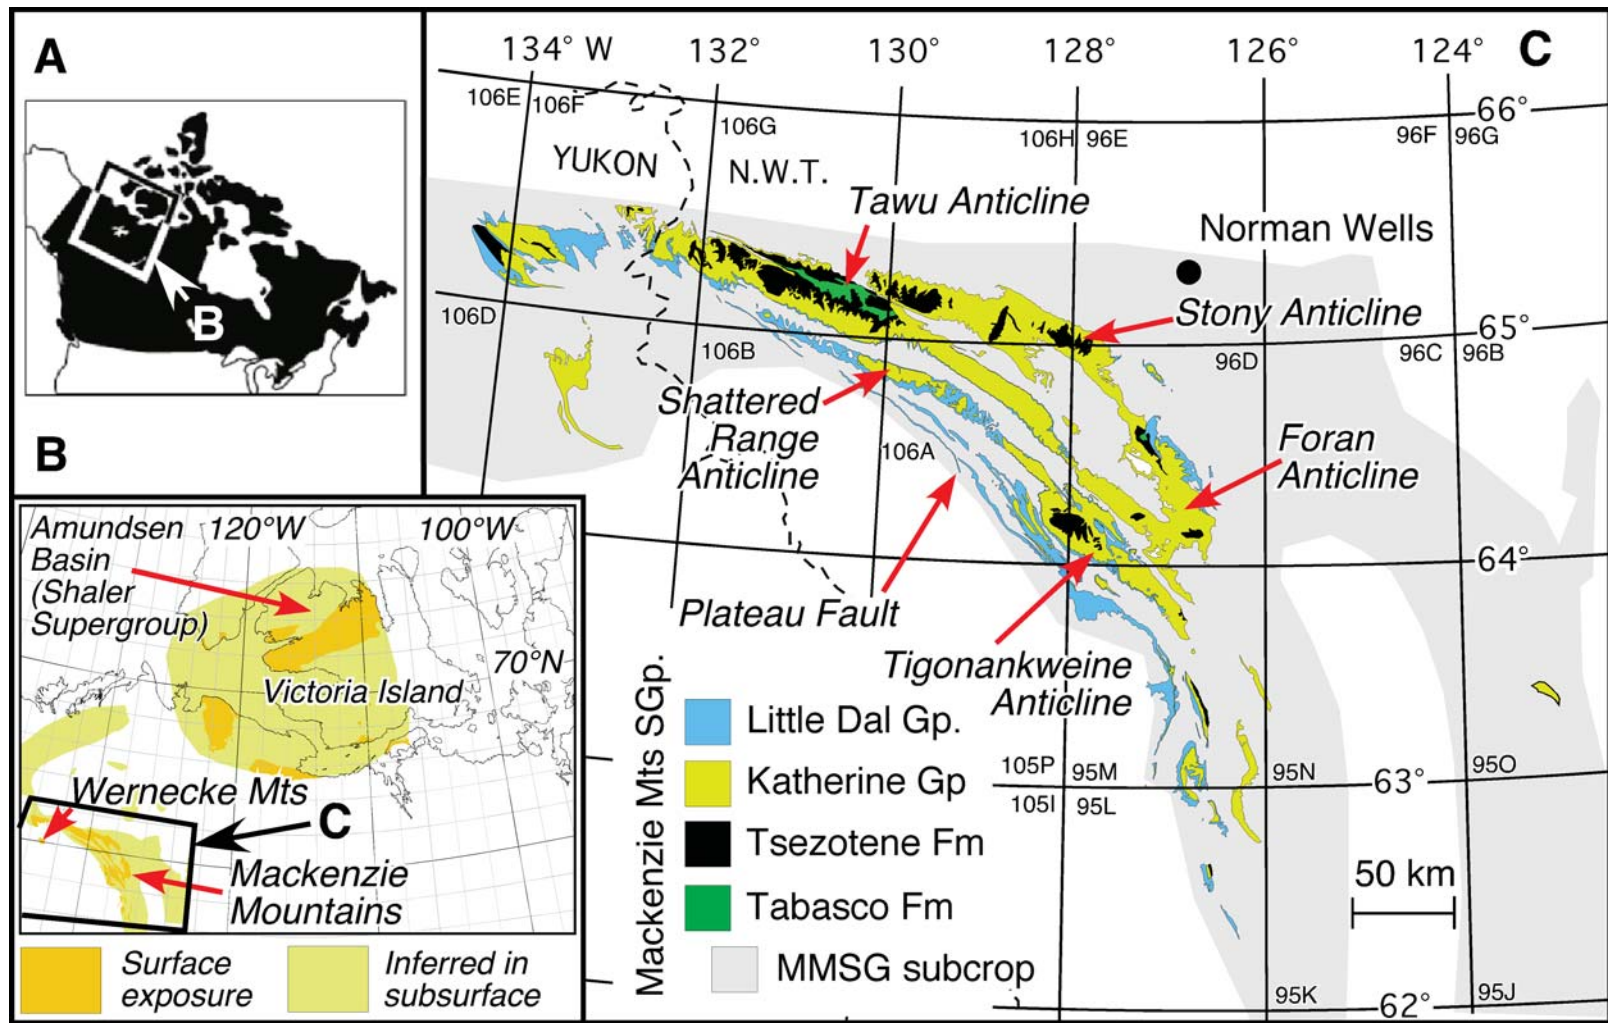 A
B
B
Amundsen
Basin
(Shaler
Supergroup)
120°W
100°W
70°N
Victoria Island
Wernecke Mts
C
Mackenzie
Mountains
Surface
exposure
Inferred in
subsurface
134° W
132°
130°
128°
126°
124°
C
106E
106F
106G
106H
96E
96F
96G
66°
YUKON
N.W.T.
Tawu Anticline
Norman Wells
Stony Anticline
65°
106D
106B
96D
96C
96B
Shattered
Range
Anticline
106A
Foran
Anticline
64°
Plateau Fault
Tigonankweine
Anticline
Mackenzie Mts SGp.
Little Dal Gp.
Katherine Gp
Tsezotene Fm
Tabasco Fm
MMSG subcrop
105P
95M
95N
63°
95O
105I
95L
50 km
95K
62°
95J